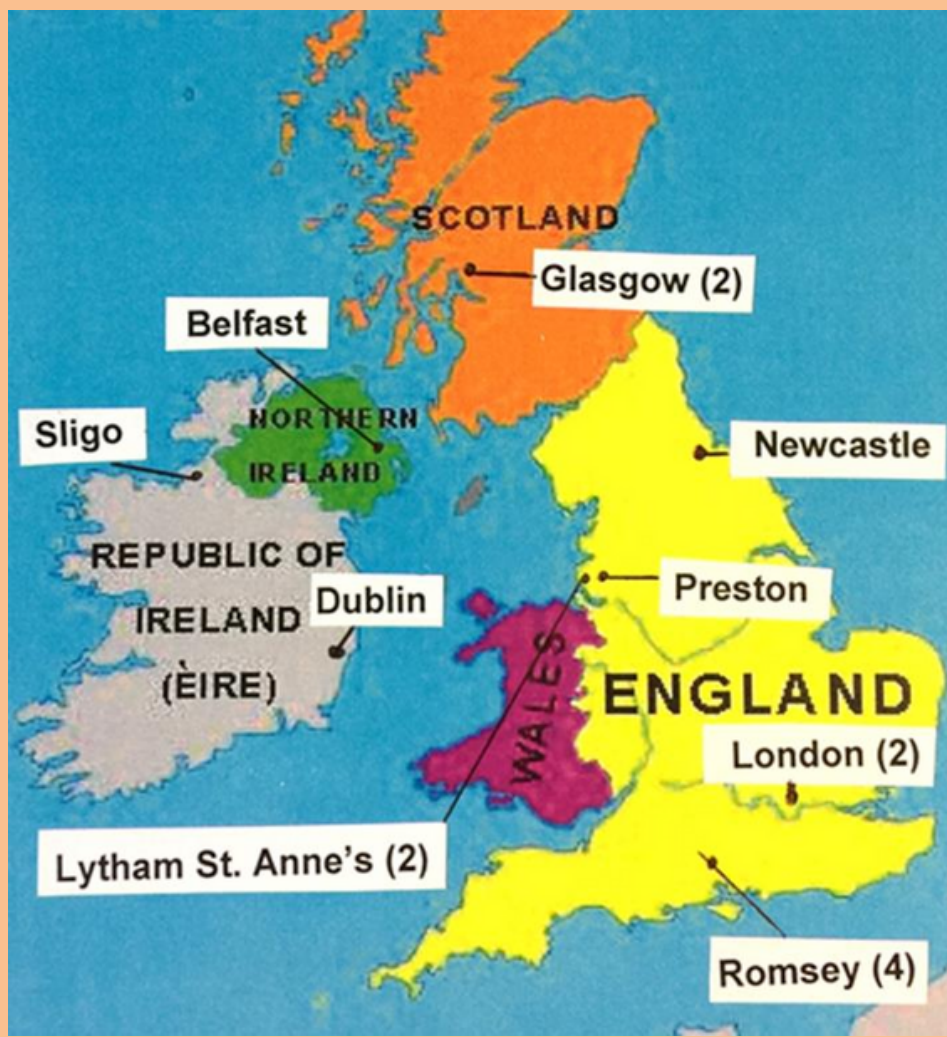 SCOTLAND
Glasgow (2)
Belfast
NORTHERN
IRELAND
Sligo
Newcastle
REPUBLIC OF
IRELAND
(ÈIRE)
Dublin
Preston
WALES
ENGLAND
London (2)
Lytham St. Anne's (2)
Romsey (4)